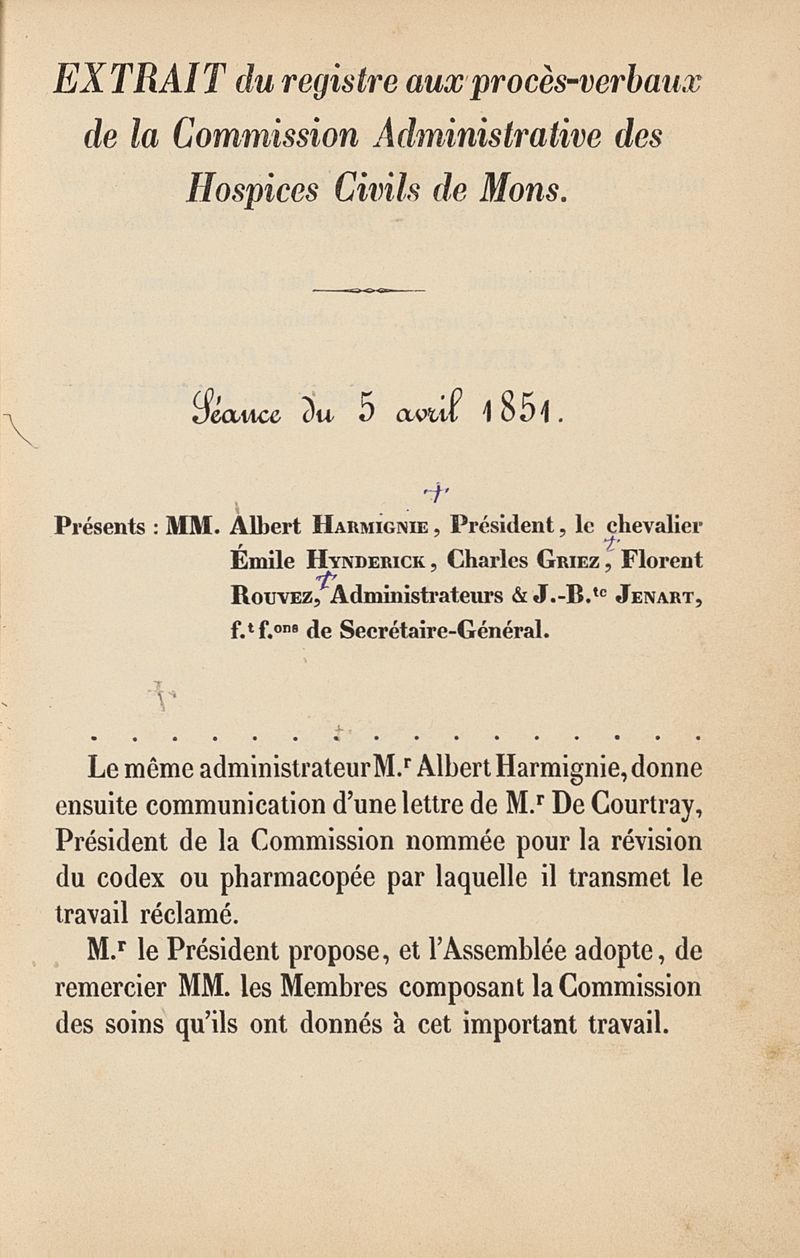 EXTRAIT du registre aux procès-verbaux
de la Commission Administrative des
Hospices Civils de Mons.
Séance du 5 avril 1851.
Présents : MM. Albert HARMIGNIE, Président, le chevalier
Émile HYNDERICK, Charles GRIEZ, Florent
ROUVEZ, Administrateurs & J.-B.te JENART,
f.t f.ons de Secrétaire-Général.
. . . . . . . . . . . . . . . .
Le même administrateur M.r Albert Harmignie, donne
ensuite communication d'une lettre de M.r De Courtray,
Président de la Commission nommée pour la révision
du codex ou pharmacopée par laquelle il transmet le
travail réclamé.
M.r le Président propose, et l'Assemblée adopte, de
remercier MM. les Membres composant la Commission
des soins qu'ils ont donnés à cet important travail.